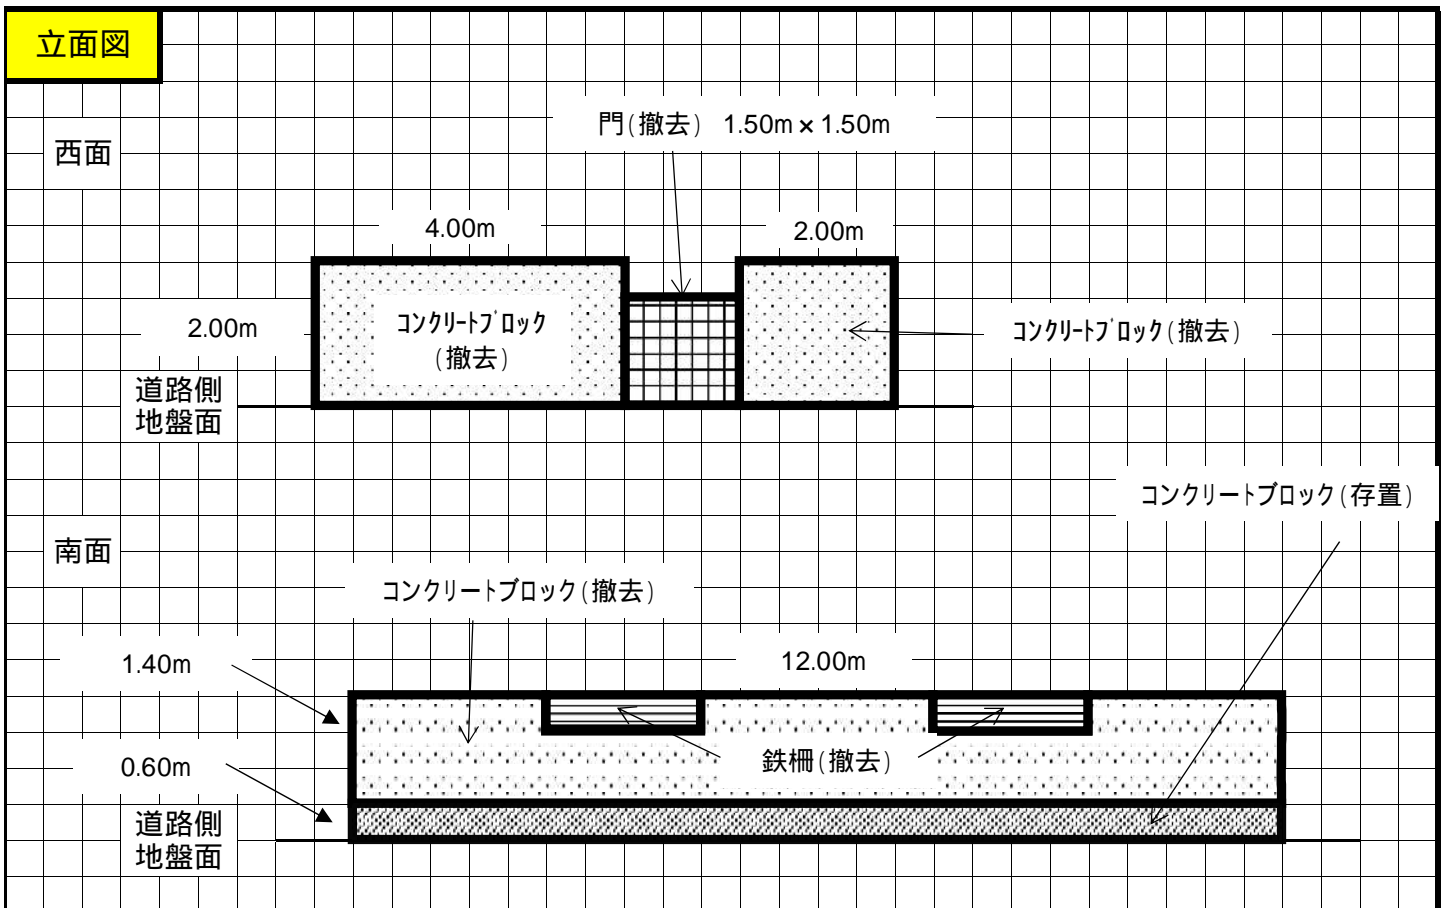 立面図
西面
門(撤去) 1.50m×1.50m
4.00m
2.00m
2.00m
コンクリートブロック
(撤去)
コンクリートブロック(撤去)
道路側
地盤面
コンクリートブロック(存置)
南面
コンクリートブロック(撤去)
1.40m
12.00m
鉄柵(撤去)
0.60m
道路側
地盤面